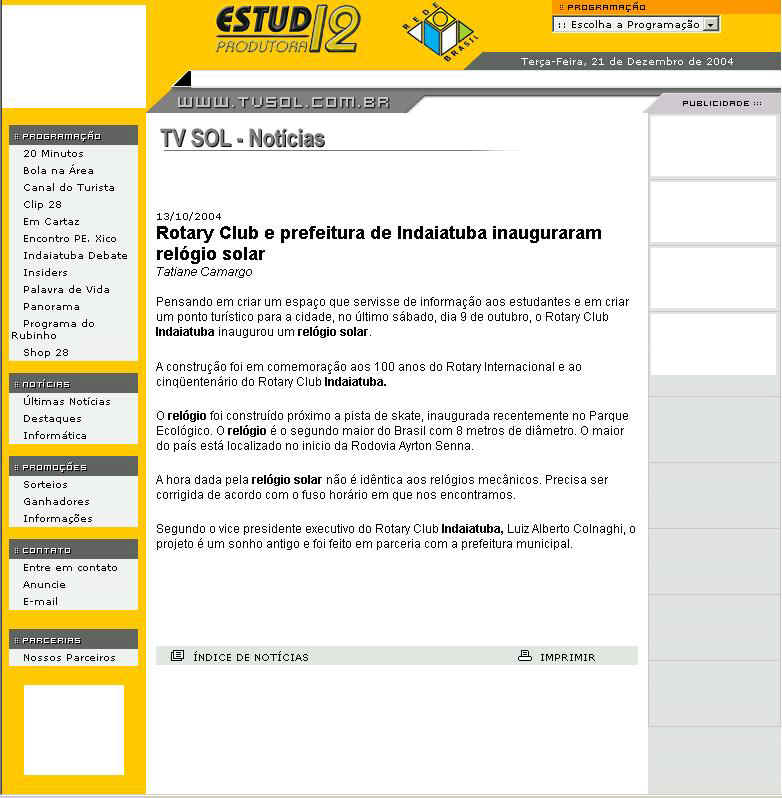 ESTUDIO 12
PRODUTORA
REDE
BRASIL
:: PROGRAMAÇÃO
:: Escolha a Programação
Terça-Feira, 21 de Dezembro de 2004
WWW.TVSOL.COM.BR
PUBLICIDADE :::
:: PROGRAMAÇÃO
20 Minutos
Bola na Área
Canal do Turista
Clip 28
Em Cartaz
Encontro PE. Xico
Indaiatuba Debate
Insiders
Palavra de Vida
Panorama
Programa do
Rubinho
Shop 28
:: NOTÍCIAS
Últimas Notícias
Destaques
Informática
:: PROMOÇÕES
Sorteios
Ganhadores
Informações
:: CONTATO
Entre em contato
Anuncie
E-mail
:: PARCERIAS
Nossos Parceiros
TV SOL - Notícias
13/10/2004
Rotary Club e prefeitura de Indaiatuba inauguraram
relógio solar
Tatiane Camargo
Pensando em criar um espaço que servisse de informação aos estudantes e em criar
um ponto turístico para a cidade, no último sábado, dia 9 de outubro, o Rotary Club
Indaiatuba inaugurou um relógio solar.
A construção foi em comemoração aos 100 anos do Rotary Internacional e ao
cinqüentenário do Rotary Club Indaiatuba.
O relógio foi construído próximo a pista de skate, inaugurada recentemente no Parque
Ecológico. O relógio é o segundo maior do Brasil com 8 metros de diâmetro. O maior
do país está localizado no inicio da Rodovia Ayrton Senna.
A hora dada pela relógio solar não é idêntica aos relógios mecânicos. Precisa ser
corrigida de acordo com o fuso horário em que nos encontramos.
Segundo o vice presidente executivo do Rotary Club Indaiatuba, Luiz Alberto Colnaghi, o
projeto é um sonho antigo e foi feito em parceria com a prefeitura municipal.
ÍNDICE DE NOTÍCIAS
IMPRIMIR